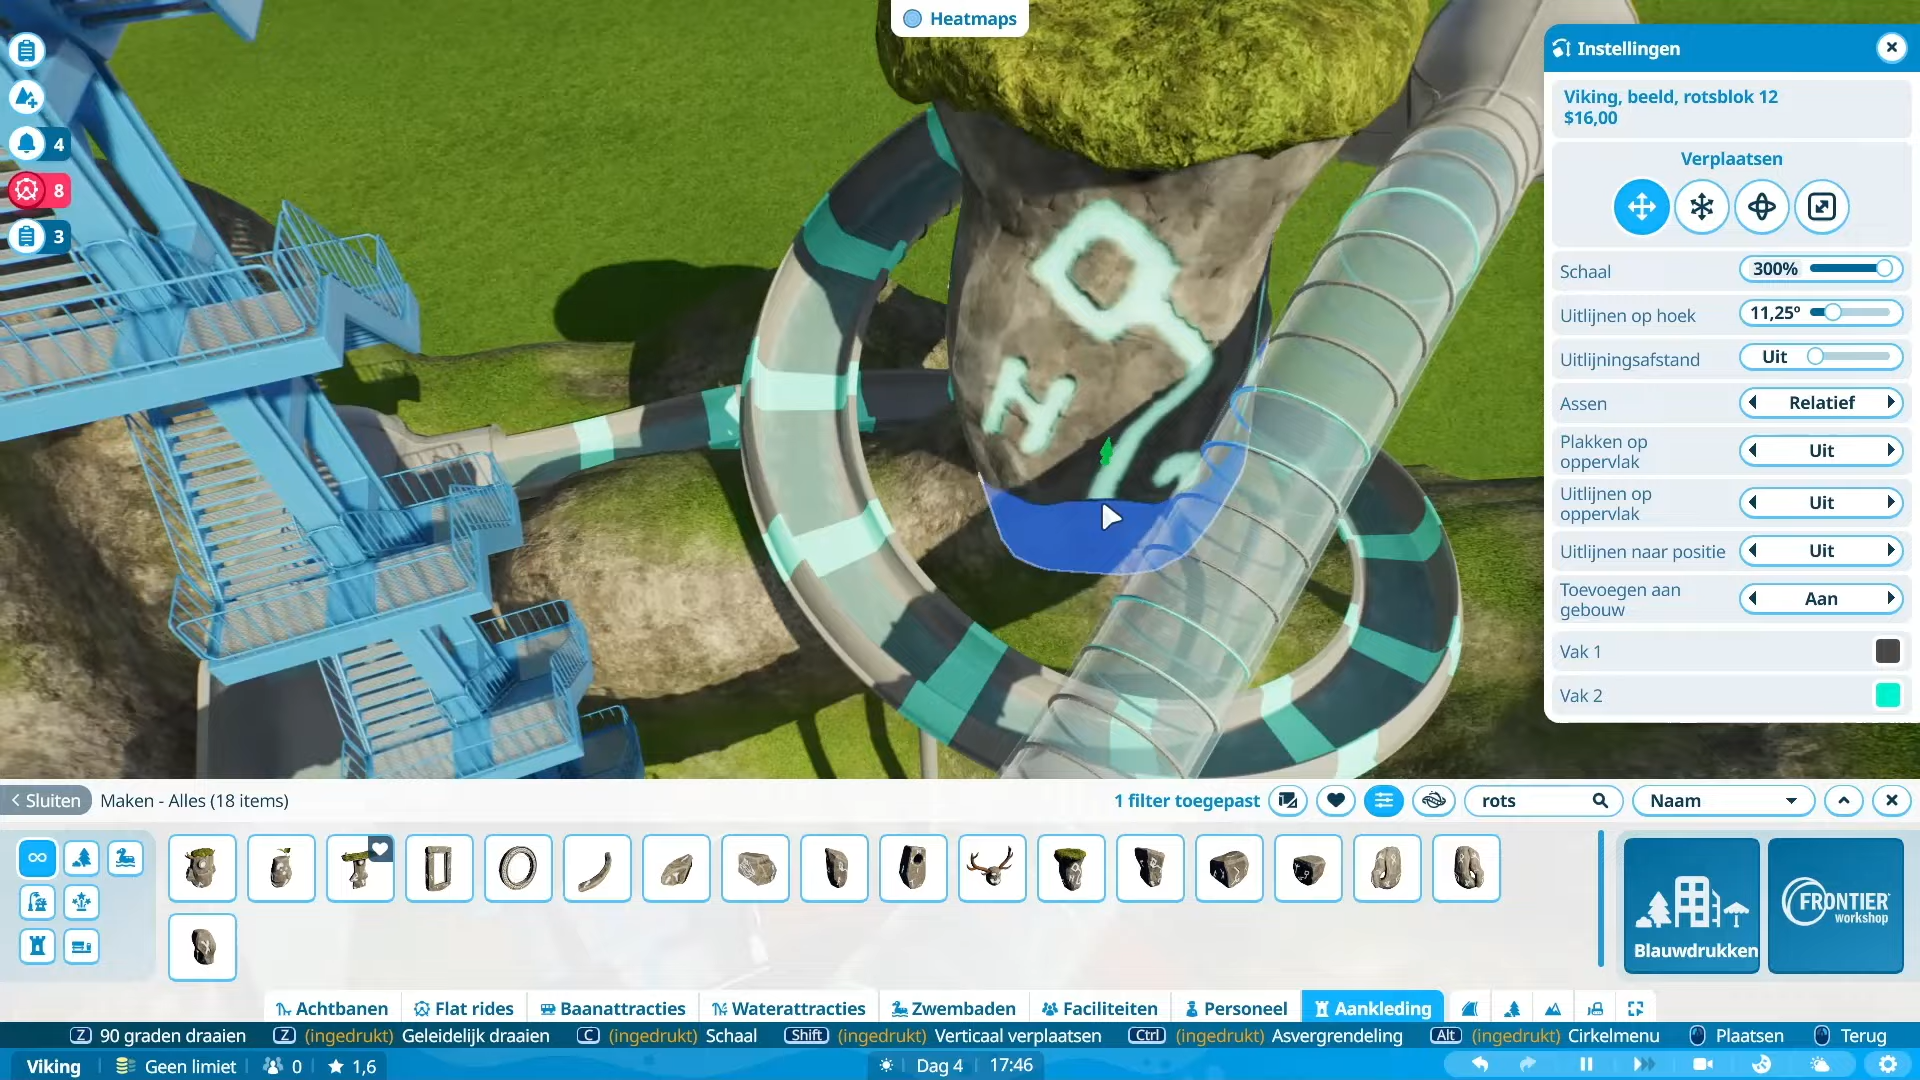 Heatmaps
4
8
3
Instellingen
Viking, beeld, rotsblok 12
$16,00
Verplaatsen
Schaal 300%
Uitlijnen op hoek 11,25°
Uitlijningsafstand Uit
Assen Relatief
Plakken op oppervlak Uit
Uitlijnen op oppervlak Uit
Uitlijnen naar positie Uit
Toevoegen aan gebouw Aan
Vak 1
Vak 2
Sluiten Maken - Alles (18 items) 1 filter toegepast rots Naam
Blauwdrukken
FRONTIER workshop
Achtbanen Flat rides Baanattracties Waterattracties Zwembaden Faciliteiten Personeel Aankleding
Z 90 graden draaien Z (ingedrukt) Geleidelijk draaien C (ingedrukt) Schaal Shift (ingedrukt) Verticaal verplaatsen Ctrl (ingedrukt) Asvergrendeling Alt (ingedrukt) Cirkelmenu Plaatsen Terug
Viking Geen limiet 0 1,6 Dag 4 17:46